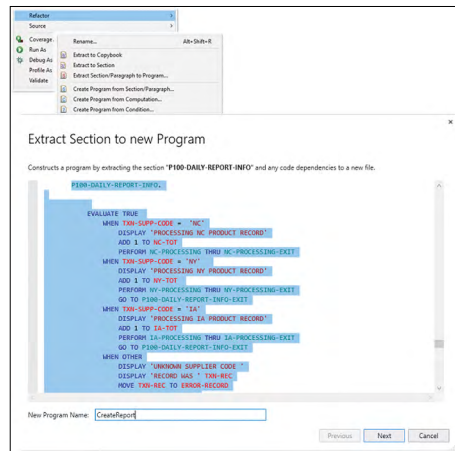 Refactor
Source
Coverage
Run As
Debug As
Profile As
Validate
Rename... Alt+Shift+R
Extract to Copybook
Extract to Section
Extract Section/Paragraph to Program...
Create Program from Section/Paragraph...
Create Program from Computation...
Create Program from Condition...
Extract Section to new Program
Constructs a program by extracting the section "P100-DAILY-REPORT-INFO" and any code dependencies to a new file.
P100-DAILY-REPORT-INFO.
EVALUATE TRUE
WHEN TXN-SUPP-CODE = 'NC'
DISPLAY 'PROCESSING NC PRODUCT RECORD'
ADD 1 TO NC-TOT
PERFORM NC-PROCESSING THRU NC-PROCESSING-EXIT
WHEN TXN-SUPP-CODE = 'NY'
DISPLAY 'PROCESSING NY PRODUCT RECORD'
ADD 1 TO NY-TOT
PERFORM NY-PROCESSING THRU NY-PROCESSING-EXIT
GO TO P100-DAILY-REPORT-INFO-EXIT
WHEN TXN-SUPP-CODE = 'IA'
DISPLAY 'PROCESSING IA PRODUCT RECORD'
ADD 1 TO IA-TOT
PERFORM IA-PROCESSING THRU IA-PROCESSING-EXIT
GO TO P100-DAILY-REPORT-INFO-EXIT
WHEN OTHER
DISPLAY 'UNKNOWN SUPPLIER CODE '
DISPLAY 'RECORD WAS ' TXN-REC
MOVE TXN-REC TO ERROR-RECORD
New Program Name: CreateReport
Previous Next Cancel